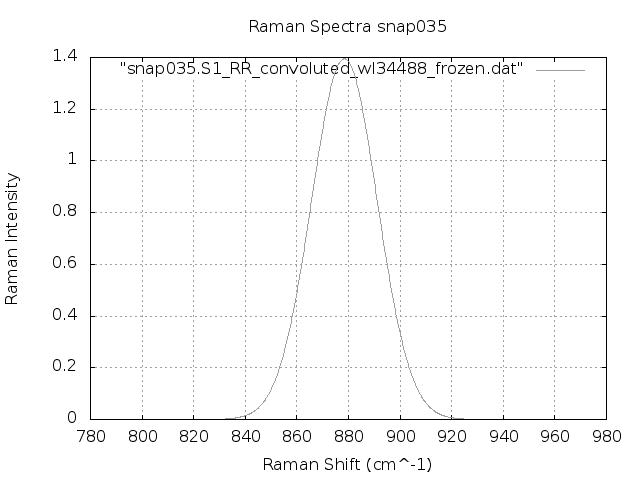 Raman Spectra snap035
1.4
"snap035.S1_RR_convoluted_wl34488_frozen.dat"
1.2
1
0.8
0.6
0.4
0.2
0
Raman Intensity
780 800 820 840 860 880 900 920 940 960 980
Raman Shift (cm^-1)